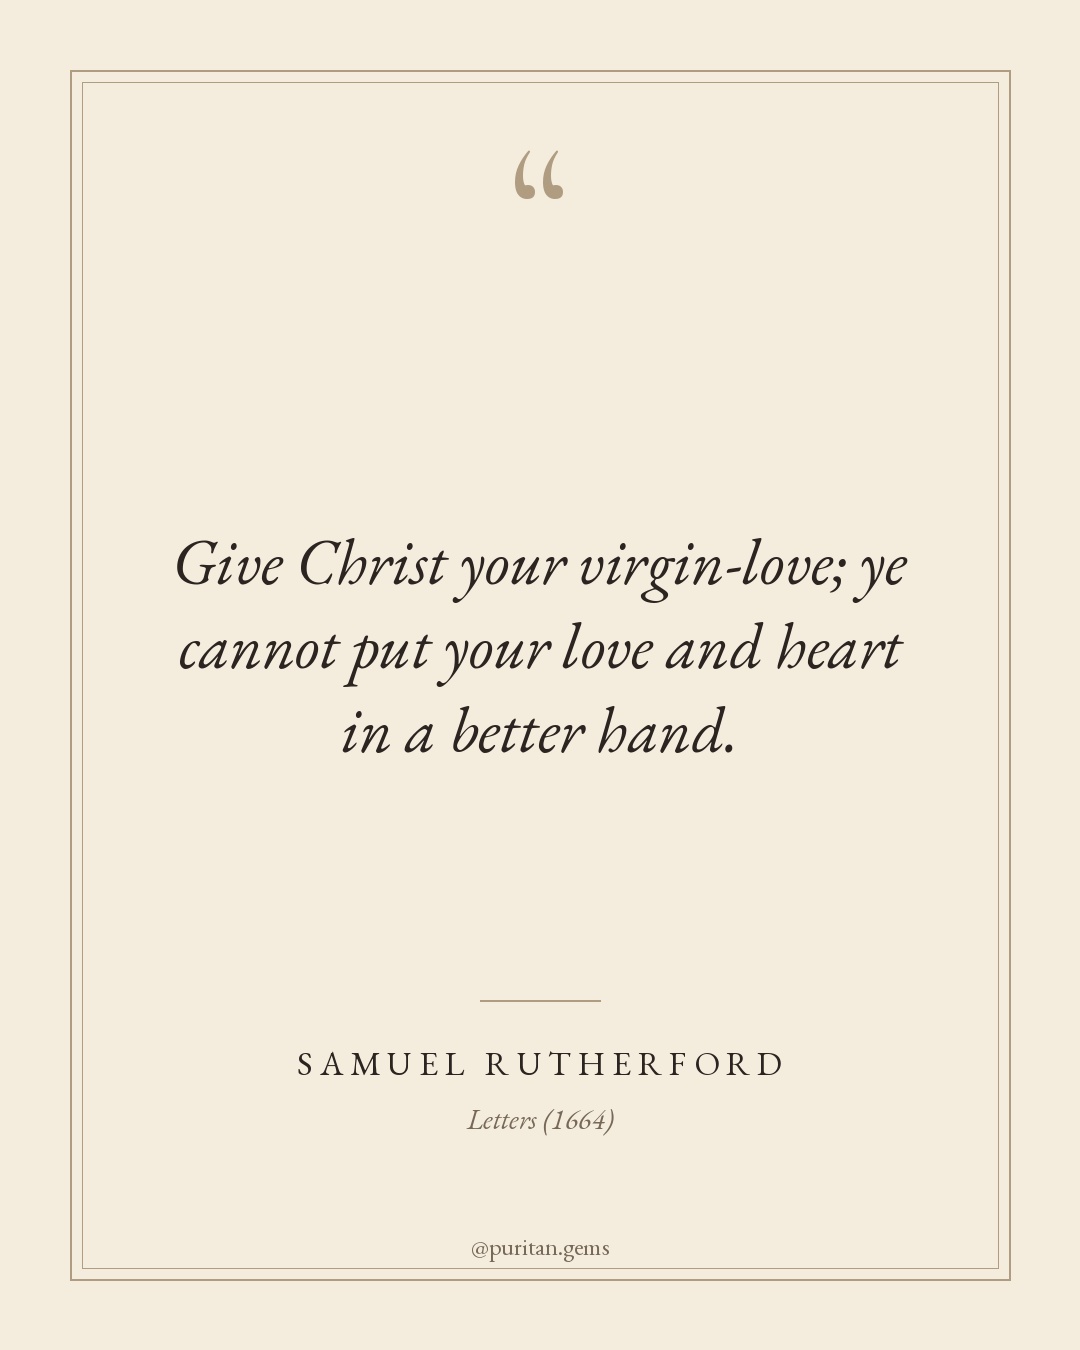 “
Give Christ your virgin-love; ye
cannot put your love and heart
in a better hand.
SAMUEL RUTHERFORD
Letters (1664)
@puritan.gems